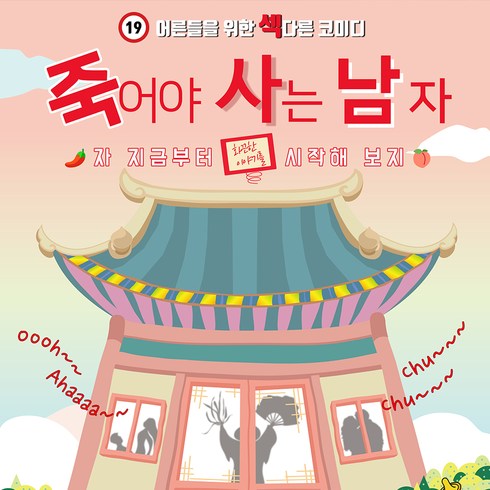 19 어른들을 위한 섹다른 코미디
죽어야 사는 남자
자 지금부터 화끈한 이야기를 시작해 보지
oooh~~
Ahaaaa~~
chu~~~
chu~~~